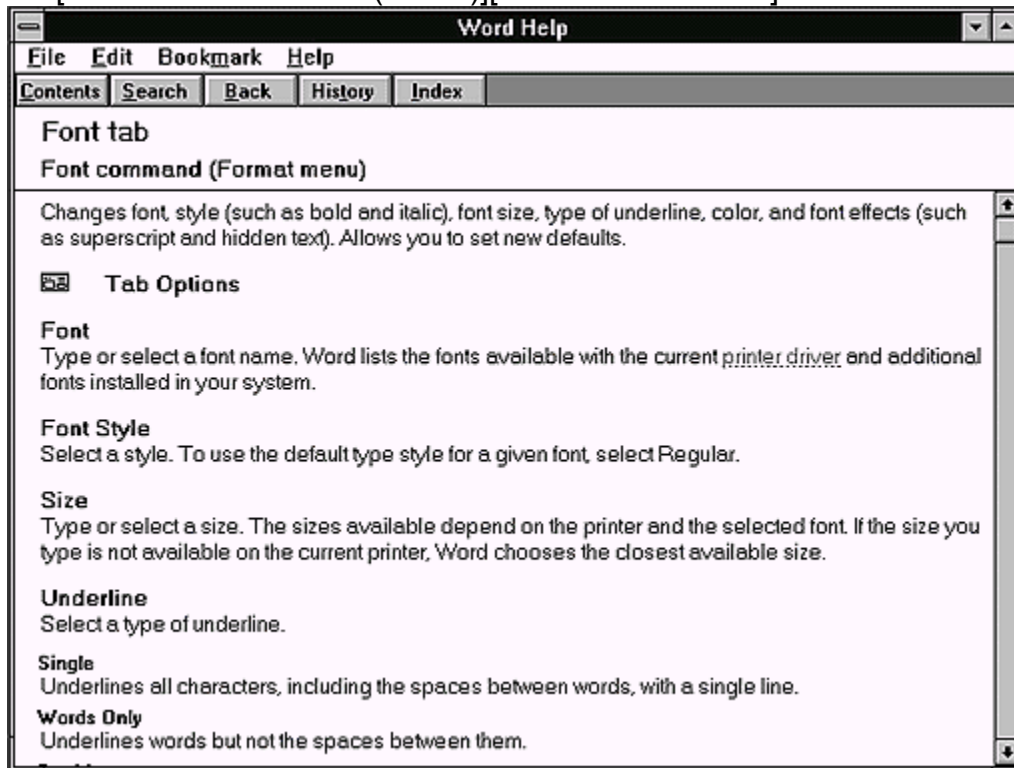 Word Help
File Edit Bookmark Help
Contents Search Back History Index
Font tab
Font command (Format menu)
Changes font, style (such as bold and italic), font size, type of underline, color, and font effects (such
as superscript and hidden text). Allows you to set new defaults.
Tab Options
Font
Type or select a font name. Word lists the fonts available with the current printer driver and additional
fonts installed in your system.
Font Style
Select a style. To use the default type style for a given font, select Regular.
Size
Type or select a size. The sizes available depend on the printer and the selected font. If the size you
type is not available on the current printer, Word chooses the closest available size.
Underline
Select a type of underline.
Single
Underlines all characters, including the spaces between words, with a single line.
Words Only
Underlines words but not the spaces between them.